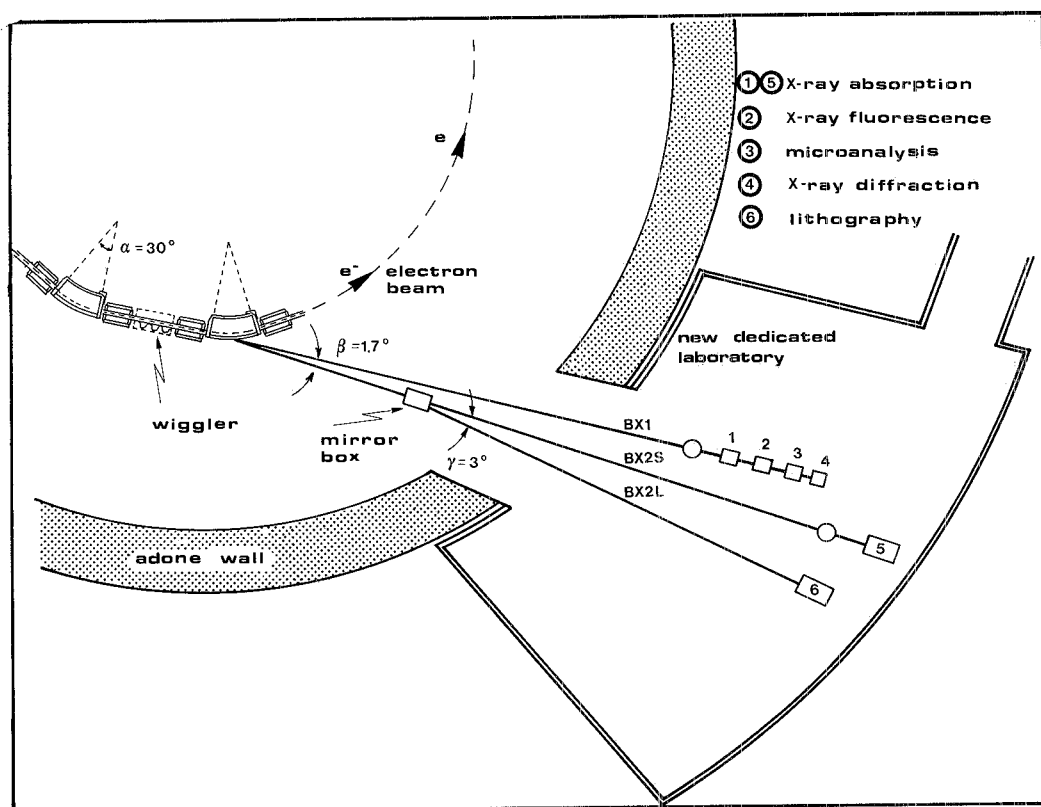 ① ⑤ X-ray absorption
② X-ray fluorescence
③ microanalysis
④ X-ray diffraction
⑥ lithography
e
α = 30°
e⁻ electron
beam
β = 1,7°
new dedicated
laboratory
wiggler
mirror
box
γ = 3°
BX1
1 2 3 4
BX2S
BX2L
5
adone wall
6